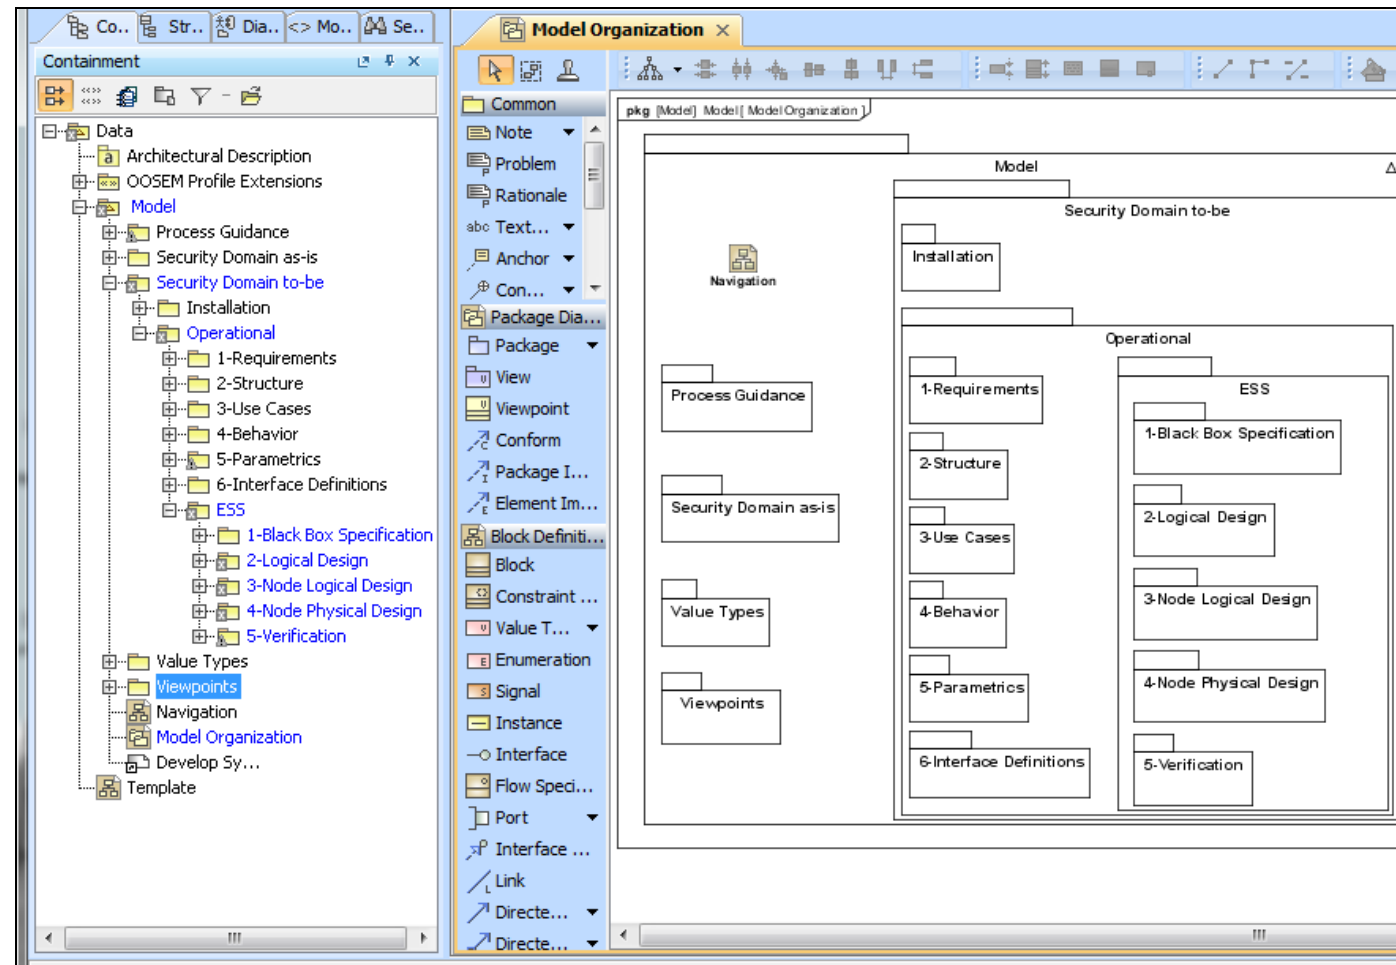 Co..
Str..
Dia..
<> Mo..
Se..
Containment
Data
Architectural Description
OOSEM Profile Extensions
Model
Process Guidance
Security Domain as-is
Security Domain to-be
Installation
Operational
1-Requirements
2-Structure
3-Use Cases
4-Behavior
5-Parametrics
6-Interface Definitions
ESS
1-Black Box Specification
2-Logical Design
3-Node Logical Design
4-Node Physical Design
5-Verification
Value Types
Viewpoints
Navigation
Model Organization
Develop Sy...
Template
Model Organization
Common
Note
Problem
Rationale
abc Text...
Anchor
Con...
Package Dia...
Package
View
Viewpoint
Conform
Package I...
Element Im...
Block Definiti...
Block
Constraint ...
Value T...
Enumeration
Signal
Instance
Interface
Flow Speci...
Port
Interface ...
Link
Directe...
Directe...
pkg [Model] Model [ Model Organization ]
Model
Navigation
Process Guidance
Security Domain as-is
Value Types
Viewpoints
Security Domain to-be
Installation
Operational
1-Requirements
2-Structure
3-Use Cases
4-Behavior
5-Parametrics
6-Interface Definitions
ESS
1-Black Box Specification
2-Logical Design
3-Node Logical Design
4-Node Physical Design
5-Verification